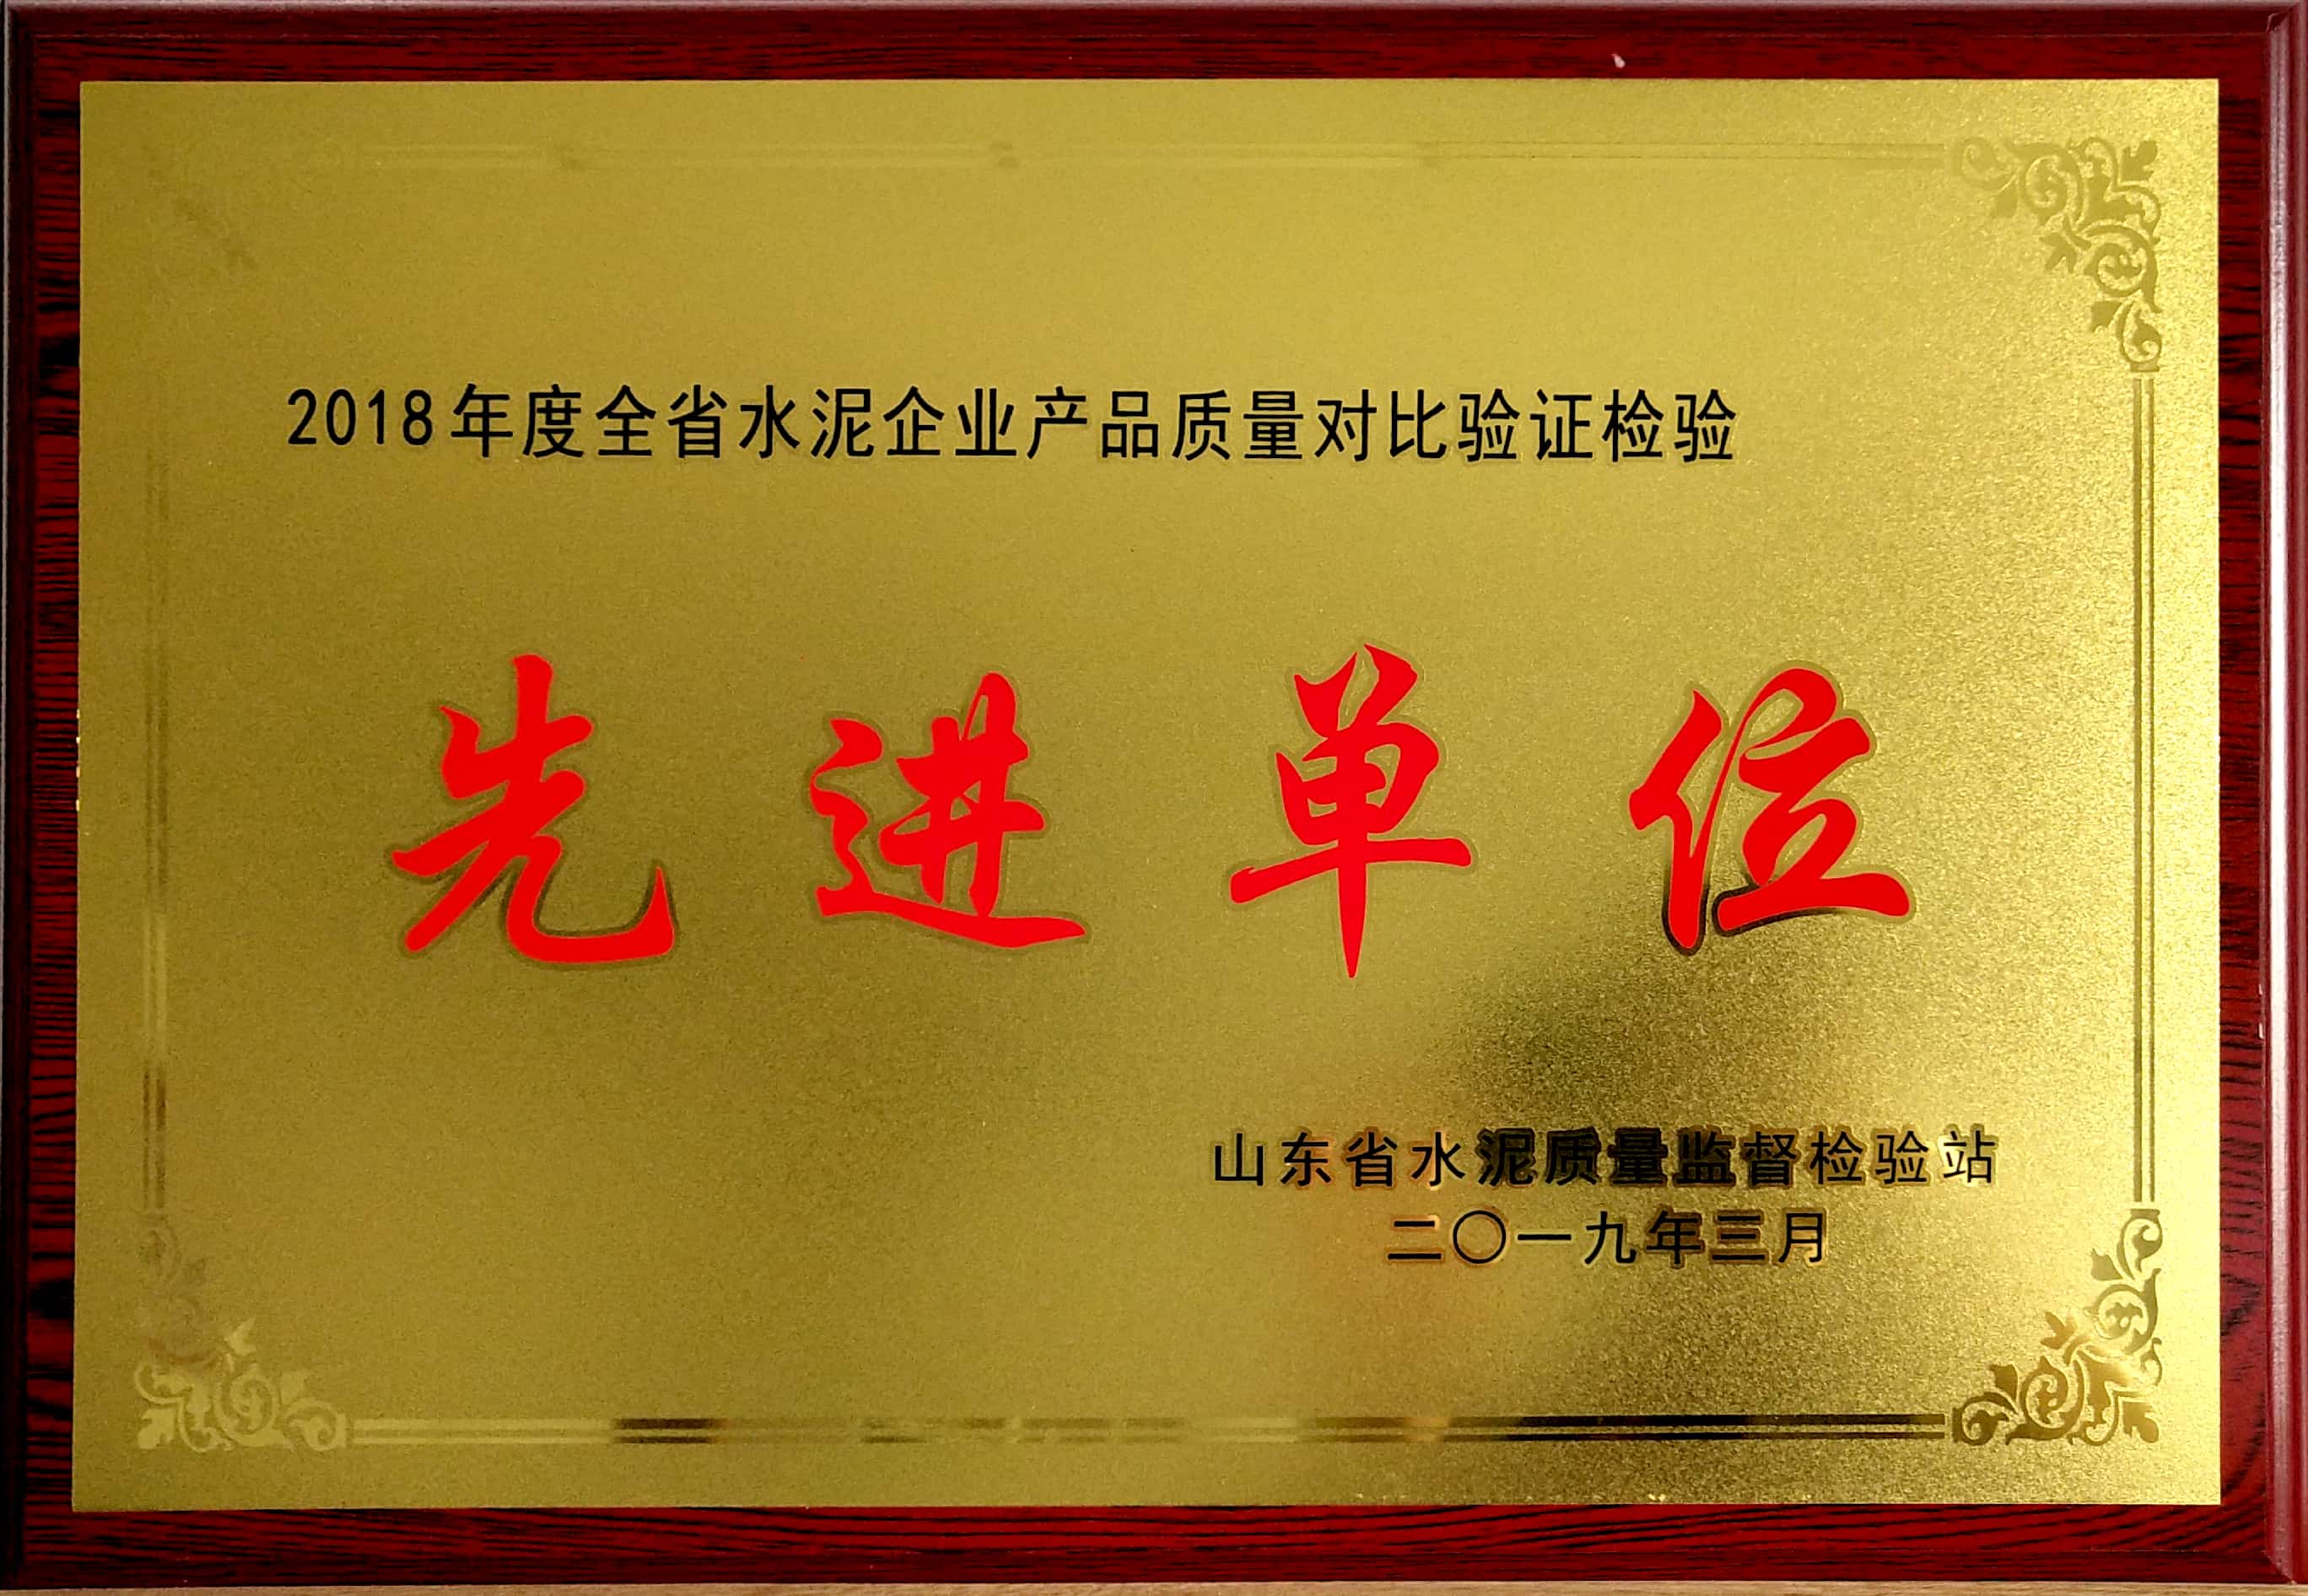 2018年度全省水泥企业产品质量对比验证检验
先进单位
山东省水泥质量监督检验站
二〇一九年三月